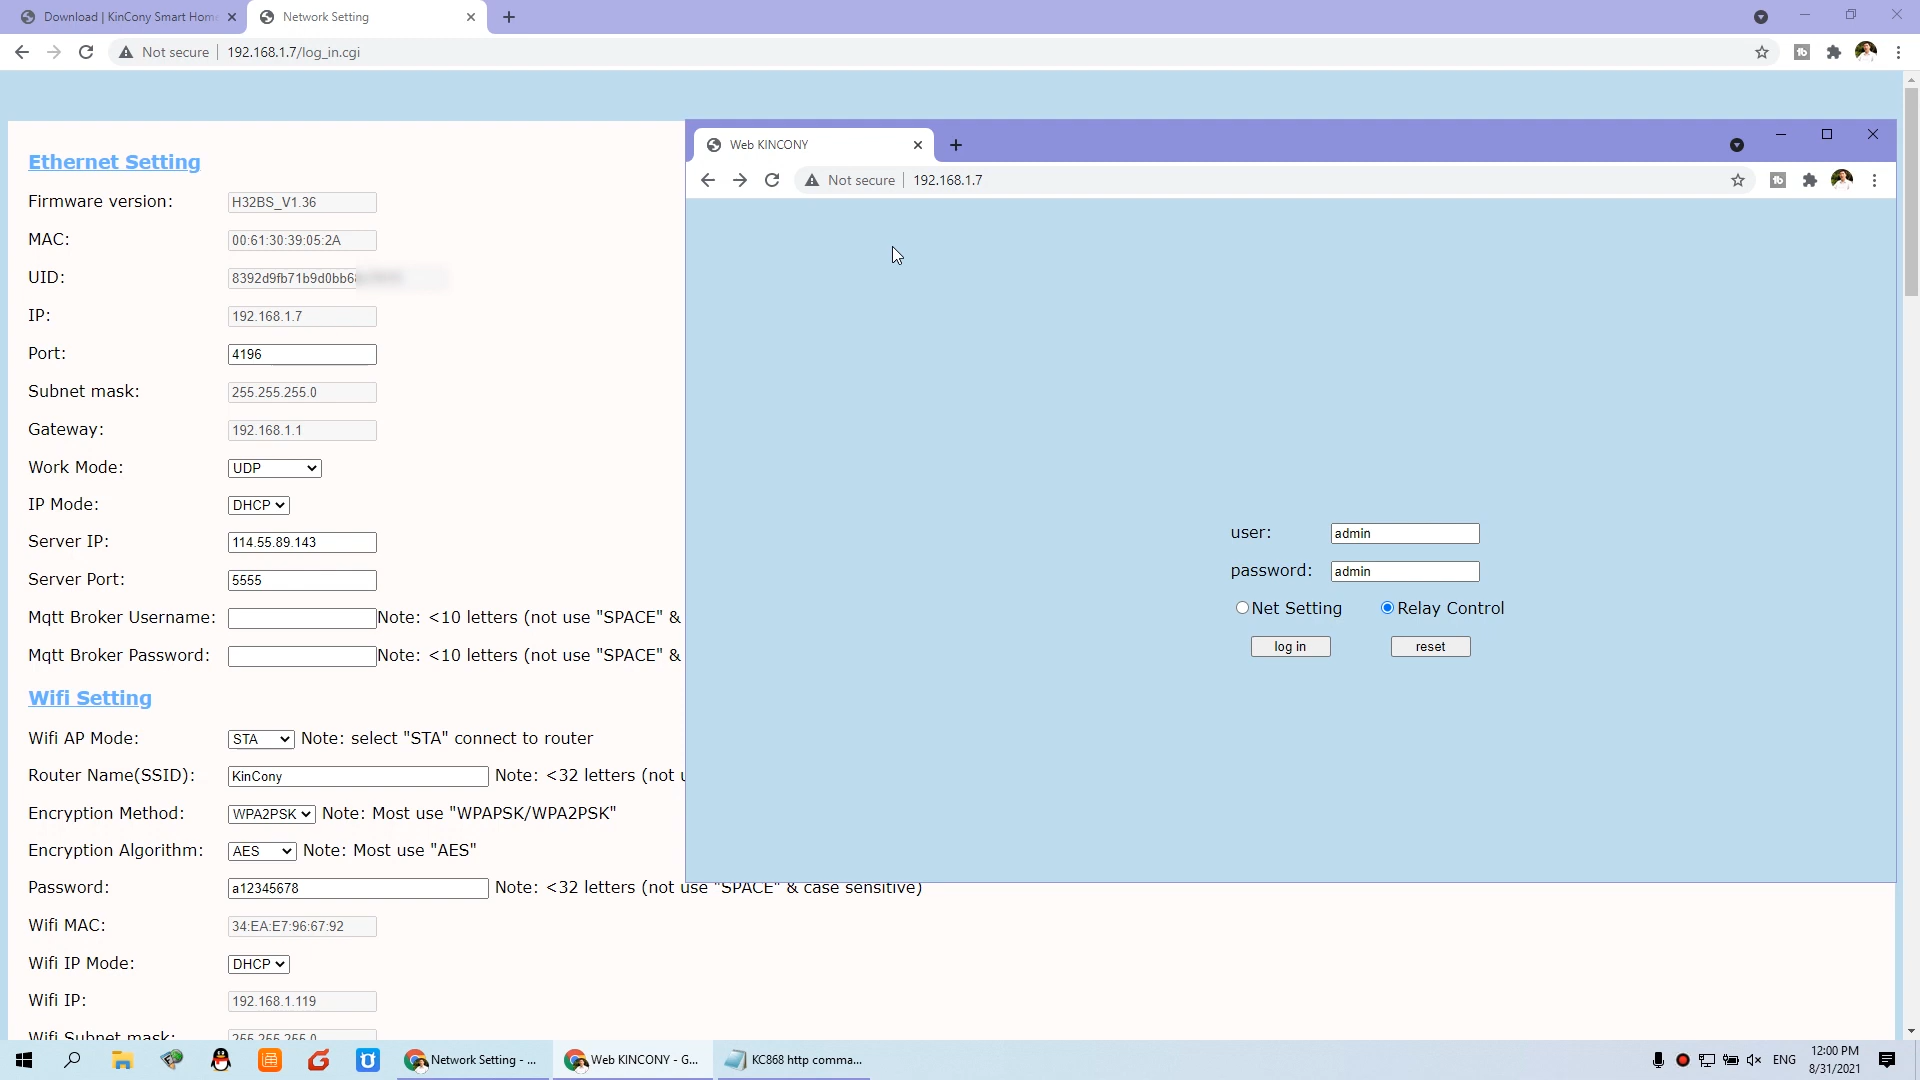 Download | KinCony Smart Hom
Network Setting
Not secure
192.168.1.7/log_in.cgi
Ethernet Setting
Firmware version: H32BS_V1.36
MAC: 00:61:30:39:05:2A
UID: 8392d9fb71b9d0bb6
IP: 192.168.1.7
Port: 4196
Subnet mask: 255.255.255.0
Gateway: 192.168.1.1
Work Mode: UDP
IP Mode: DHCP
Server IP: 114.55.89.143
Server Port: 5555
Mqtt Broker Username: Note: <10 letters (not use "SPACE" &
Mqtt Broker Password: Note: <10 letters (not use "SPACE" &
Wifi Setting
Wifi AP Mode: STA Note: select "STA" connect to router
Router Name(SSID): KinCony Note: <32 letters (not u
Encryption Method: WPA2PSK Note: Most use "WPAPSK/WPA2PSK"
Encryption Algorithm: AES Note: Most use "AES"
Password: a12345678 Note: <32 letters (not use "SPACE" & case sensitive)
Wifi MAC: 34:EA:E7:96:67:92
Wifi IP Mode: DHCP
Wifi IP: 192.168.1.119
Wifi Subnet mask: 255.255.255.0
Web KINCONY
Not secure
192.168.1.7
user: admin
password: admin
Net Setting Relay Control
log in reset
Network Setting - ...
Web KINCONY - G...
KC868 http comma...
ENG
12:00 PM
8/31/2021